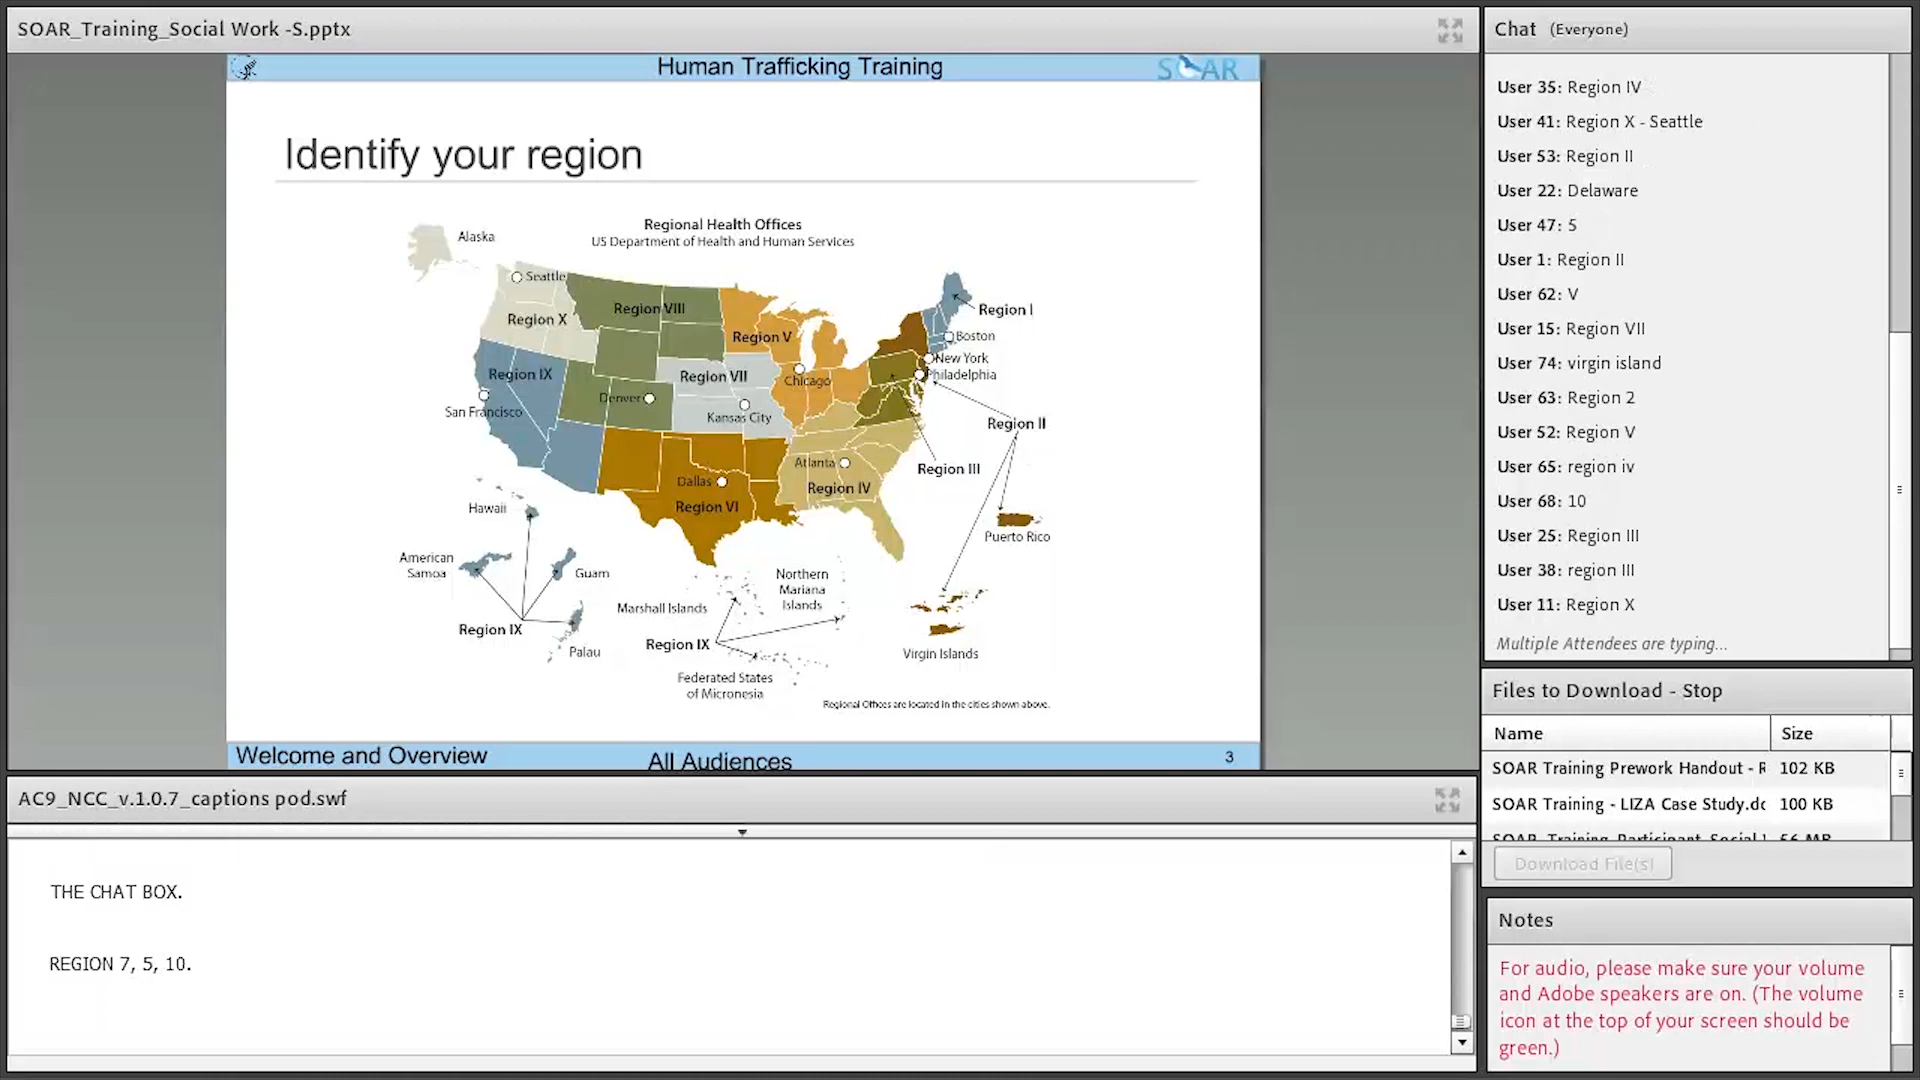 SOAR_Training_Social Work -S.pptx
Human Trafficking Training
SOAR
Identify your region
Regional Health Offices
US Department of Health and Human Services
Alaska
Seattle
Region X
Region VIII
Region V
Region I
Boston
New York
Philadelphia
Region IX
Region VII
Chicago
Denver
San Francisco
Kansas City
Region II
Atlanta
Region III
Dallas
Region IV
Region VI
Hawaii
Puerto Rico
American
Samoa
Guam
Northern
Mariana
Islands
Marshall Islands
Region IX
Region IX
Palau
Virgin Islands
Federated States
of Micronesia
Regional Offices are located in the cities shown above.
Welcome and Overview
All Audiences
3
AC9_NCC_v.1.0.7_captions pod.swf
THE CHAT BOX.
REGION 7, 5, 10.
Chat (Everyone)
User 35: Region IV
User 41: Region X - Seattle
User 53: Region II
User 22: Delaware
User 47: 5
User 1: Region II
User 62: V
User 15: Region VII
User 74: virgin island
User 63: Region 2
User 52: Region V
User 65: region iv
User 68: 10
User 25: Region III
User 38: region III
User 11: Region X
Multiple Attendees are typing...
Files to Download - Stop
Name Size
SOAR Training Prework Handout - 102 KB
SOAR Training - LIZA Case Study.dc 100 KB
SOAR_Training_Participant_Social 56 MB
Download File(s)
Notes
For audio, please make sure your volume
and Adobe speakers are on. (The volume
icon at the top of your screen should be
green.)